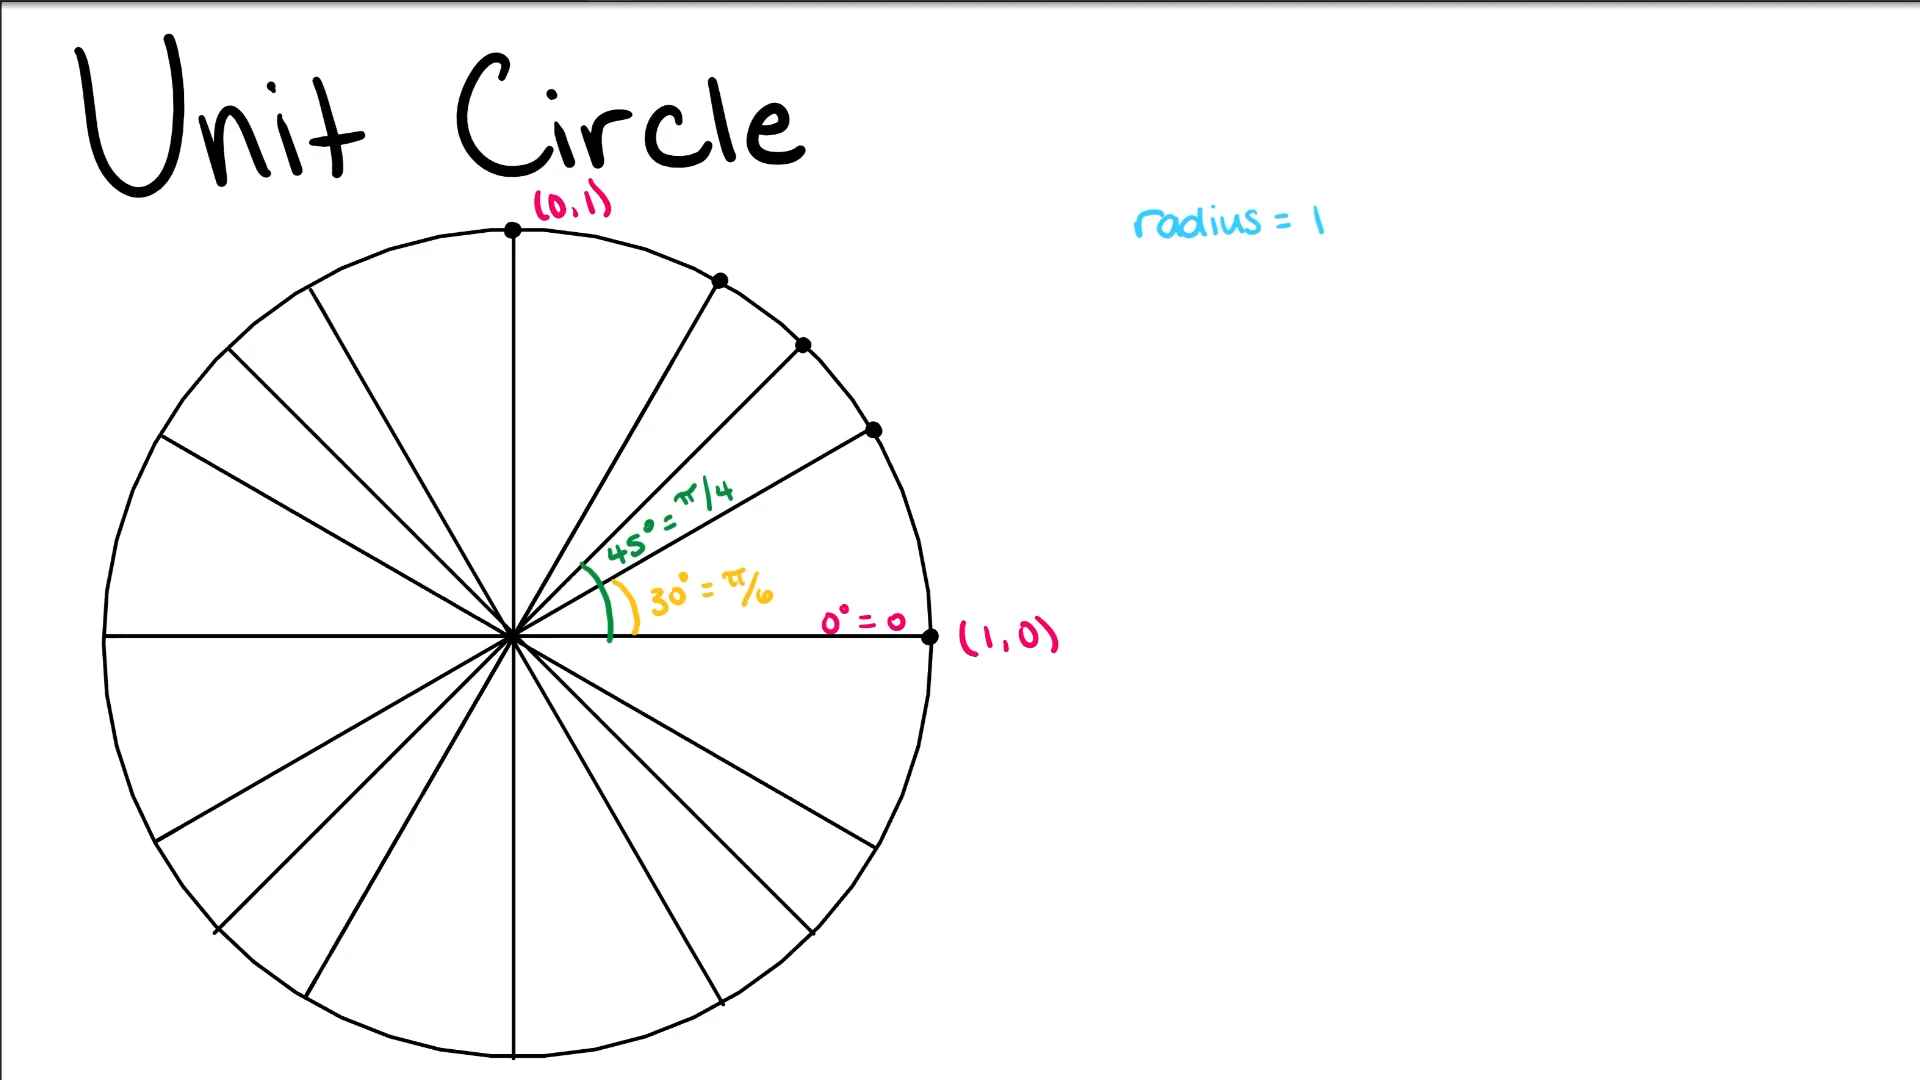 Unit Circle
(0,1)
radius = 1
45° = π/4
30° = π/6
0° = 0
(1,0)